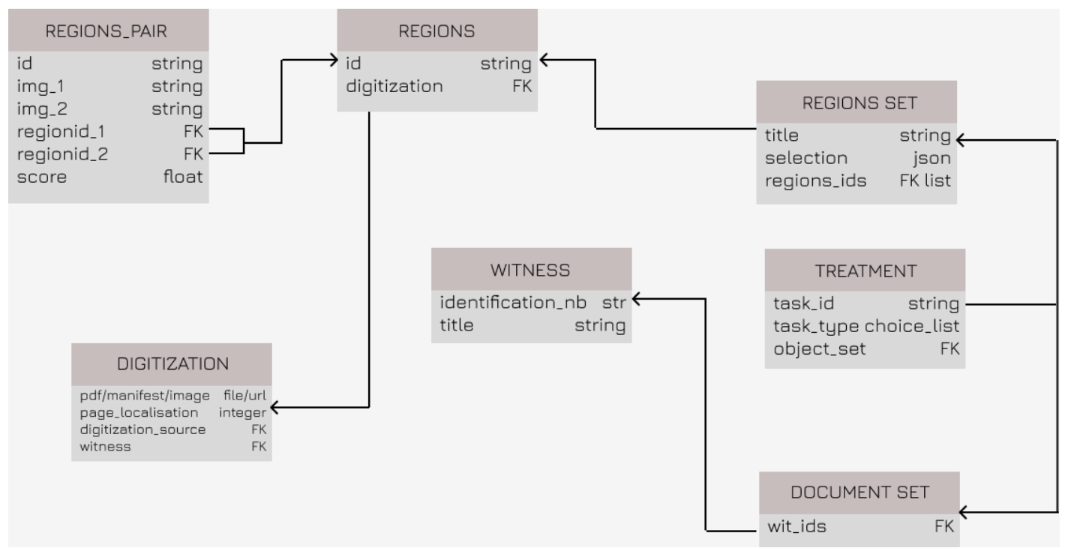 REGIONS_PAIR
id string
img_1 string
img_2 string
regionid_1 FK
regionid_2 FK
score float
REGIONS
id string
digitization FK
REGIONS SET
title string
selection json
regions_ids FK list
WITNESS
identification_nb str
title string
TREATMENT
task_id string
task_type choice_list
object_set FK
DIGITIZATION
pdf/manifest/image file/url
page_localisation integer
digitization_source FK
witness FK
DOCUMENT SET
wit_ids FK